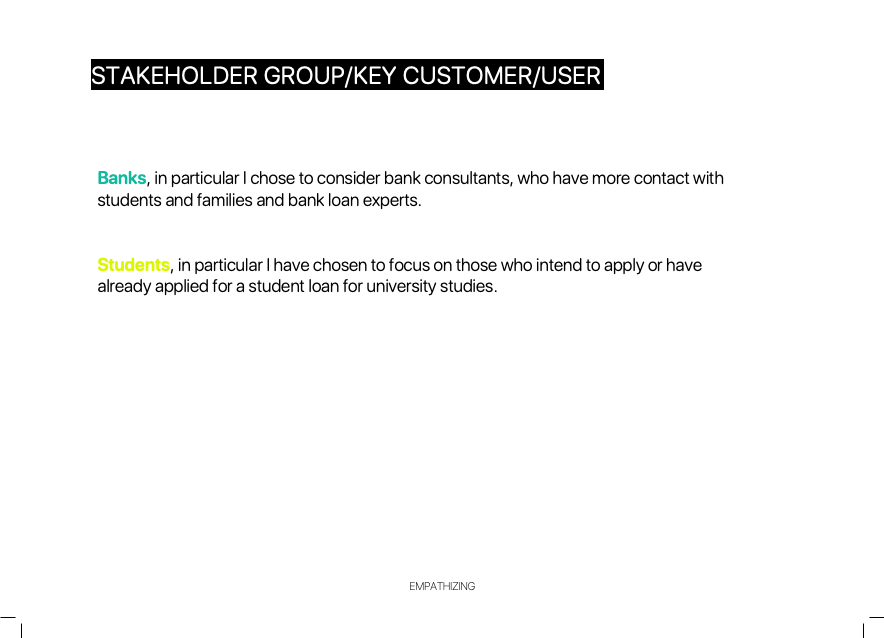 STAKEHOLDER GROUP/KEY CUSTOMER/USER
Banks, in particular I chose to consider bank consultants, who have more contact with
students and families and bank loan experts.
Students, in particular I have chosen to focus on those who intend to apply or have
already applied for a student loan for university studies.
EMPATHIZING